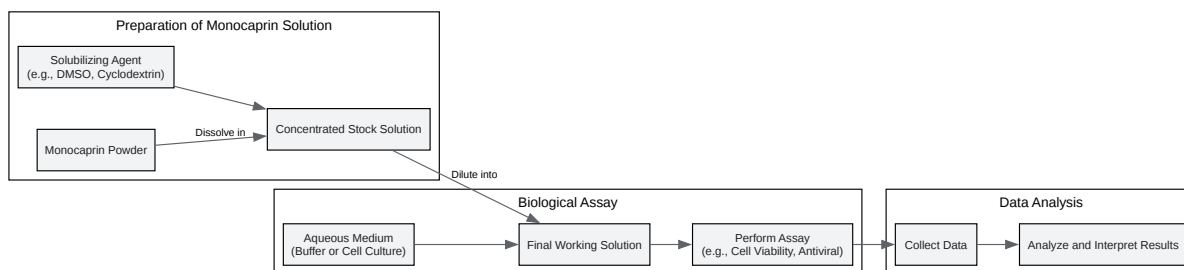 Preparation of Monocaprin Solution
Solubilizing Agent
(e.g., DMSO, Cyclodextrin)
Monocaprin Powder
Dissolve in
Concentrated Stock Solution
Dilute into
Biological Assay
Aqueous Medium
(Buffer or Cell Culture)
Final Working Solution
Perform Assay
(e.g., Cell Viability, Antiviral)
Data Analysis
Collect Data
Analyze and Interpret Results